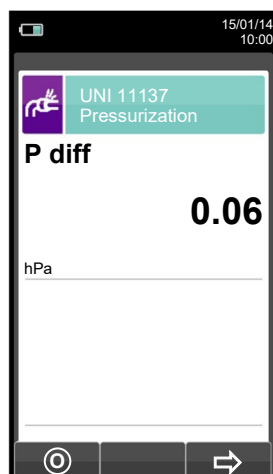 15/01/14
10:00
UNI 11137
Pressurization
P diff
0.06
hPa